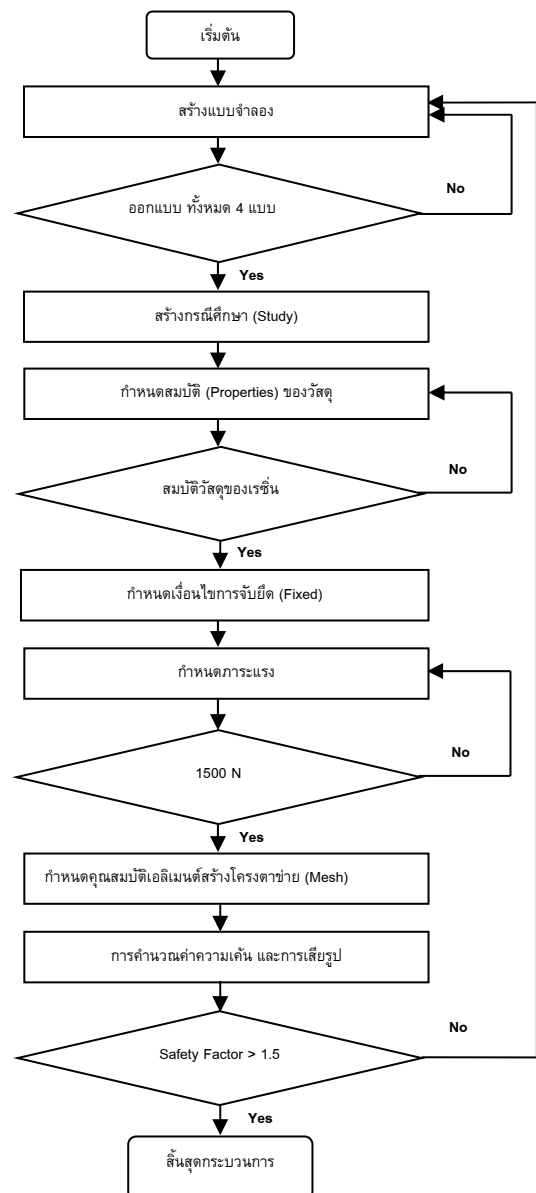 เริ่มต้น
สร้างแบบจำลอง
No
ออกแบบ ทั้งหมด 4 แบบ
Yes
สร้างกรณีศึกษา (Study)
กำหนดสมบัติ (Properties) ของวัสดุ
No
สมบัติวัสดุของเรซิ่น
Yes
กำหนดเงื่อนไขการจับยึด (Fixed)
กำหนดภาระแรง
No
1500 N
Yes
กำหนดคุณสมบัติเอลิเมนต์สร้างโครงตาข่าย (Mesh)
การคำนวณค่าความเค้น และการเสียรูป
No
Safety Factor > 1.5
Yes
สิ้นสุดกระบวนการ